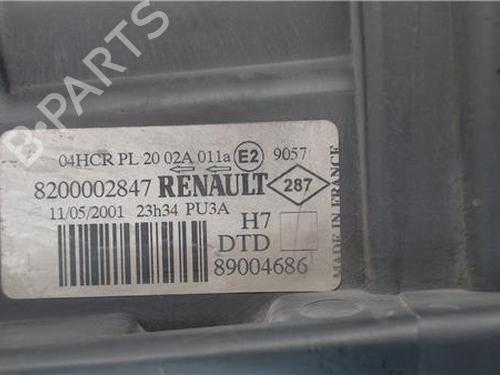 04HCR PL 20 02A 011a E2 9057
8200002847 RENAULT 287
11/05/2001 23h34 PU3A
H7
DTD
89004686
MADE IN FRANCE
B-PARTS